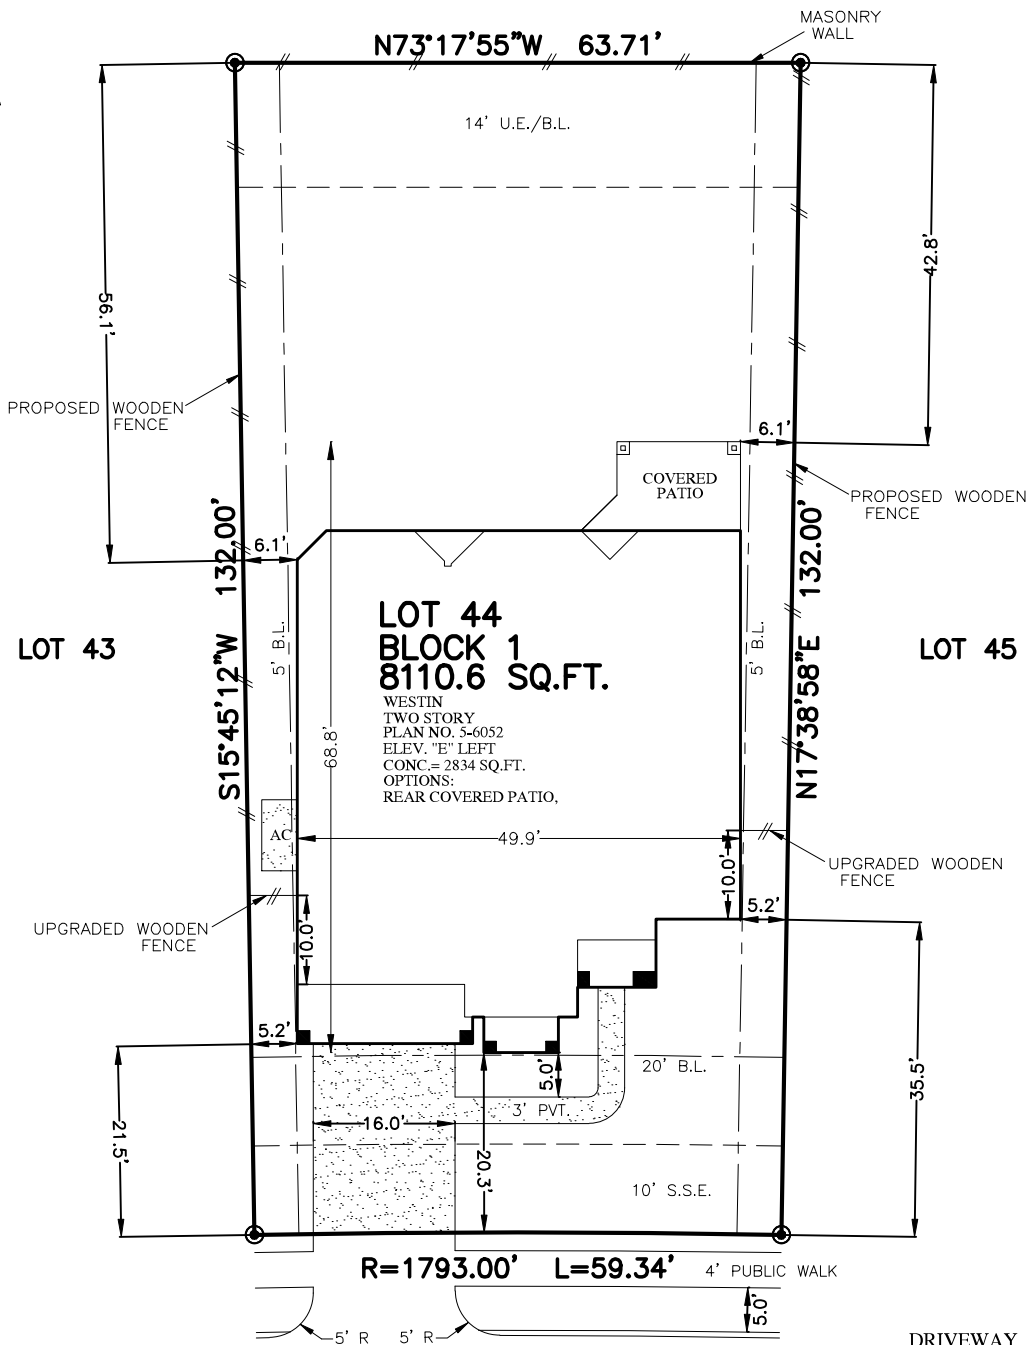 MASONRY
WALL
N73°17'55"W 63.71'
14' U.E./B.L.
42.8'
56.1'
PROPOSED WOODEN
FENCE
6.1'
COVERED
PATIO
PROPOSED WOODEN
FENCE
6.1'
S15°45'12"W 132.00'
N17°38'58"E 132.00'
LOT 43
LOT 45
5' B.L.
5' B.L.
LOT 44
BLOCK 1
8110.6 SQ.FT.
WESTIN
TWO STORY
PLAN NO. 5-6052
ELEV. "E" LEFT
CONC.= 2834 SQ.FT.
OPTIONS:
REAR COVERED PATIO,
68.8'
AC
49.9'
10.0'
UPGRADED WOODEN
FENCE
5.2'
UPGRADED WOODEN
FENCE
10.0'
5.2'
20' B.L.
5.0'
3' PVT.
35.5'
21.5'
16.0'
20.3'
10' S.S.E.
R=1793.00' L=59.34'
4' PUBLIC WALK
5.0'
5' R
5' R
DRIVEWAY